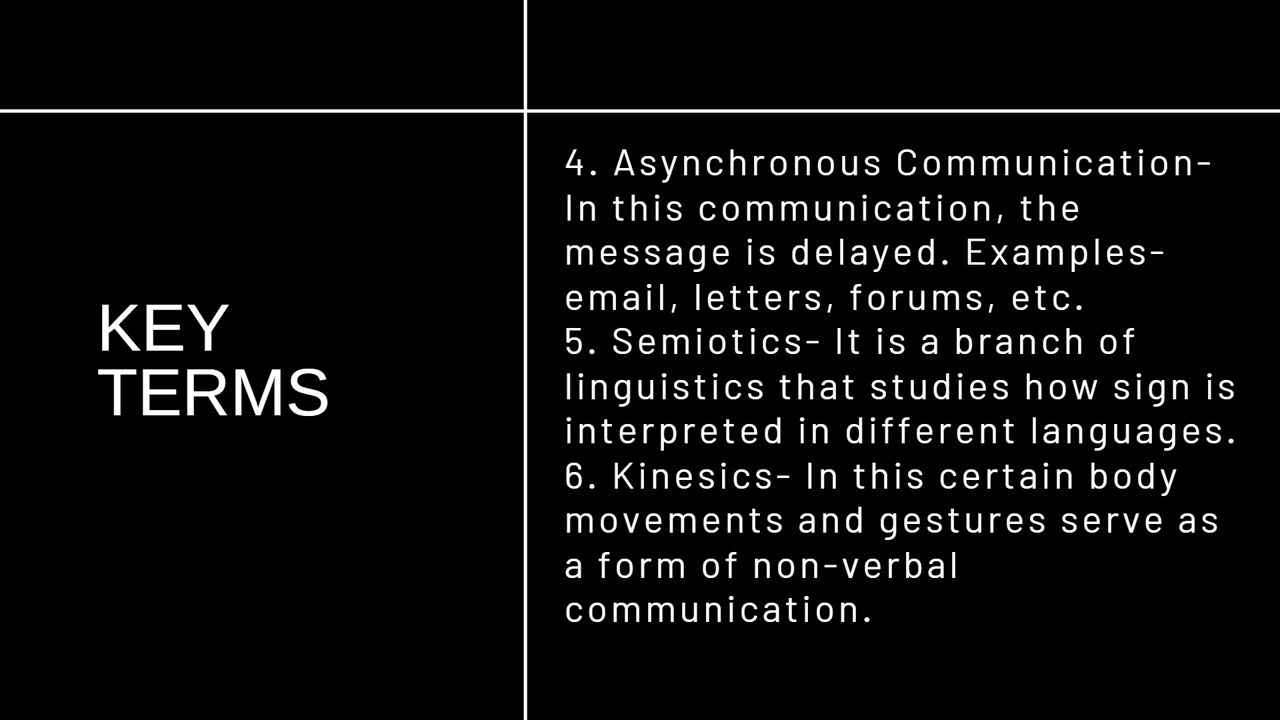 KEY
TERMS
4. Asynchronous Communication-
In this communication, the
message is delayed. Examples-
email, letters, forums, etc.
5. Semiotics- It is a branch of
linguistics that studies how sign is
interpreted in different languages.
6. Kinesics- In this certain body
movements and gestures serve as
a form of non-verbal
communication.